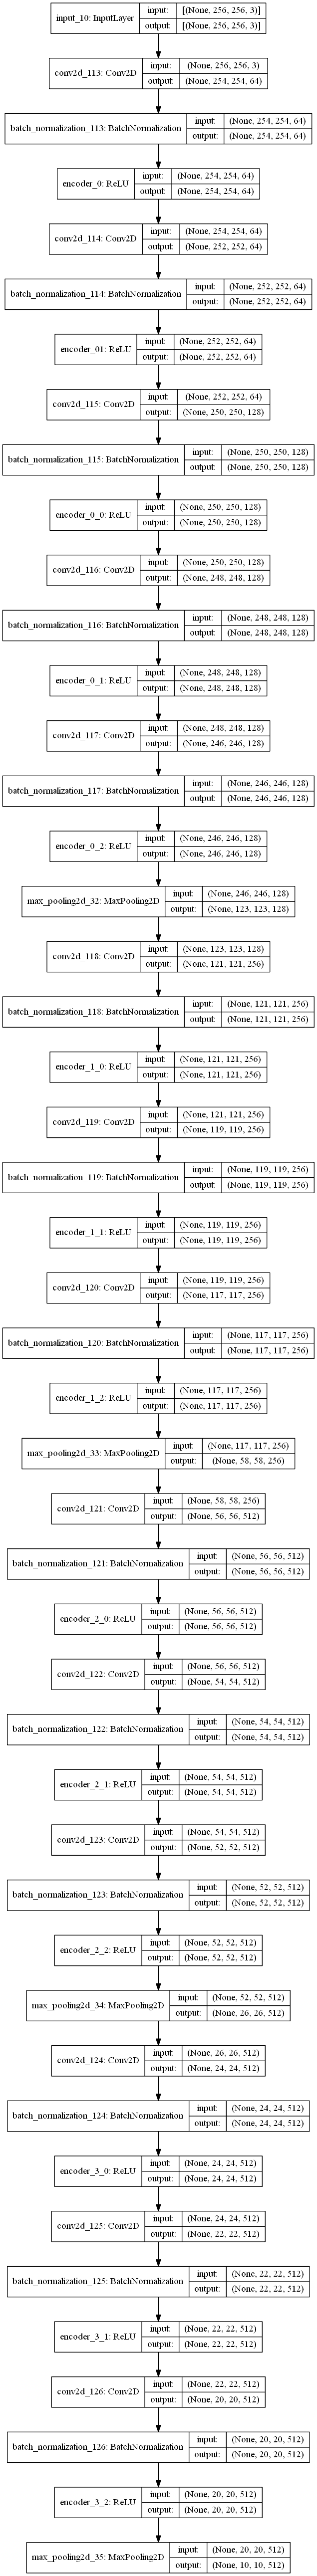 input_10: InputLayer
input: [(None, 256, 256, 3)]
output: [(None, 256, 256, 3)]
conv2d_113: Conv2D
input: (None, 256, 256, 3)
output: (None, 254, 254, 64)
batch_normalization_113: BatchNormalization
input: (None, 254, 254, 64)
output: (None, 254, 254, 64)
encoder_0: ReLU
input: (None, 254, 254, 64)
output: (None, 254, 254, 64)
conv2d_114: Conv2D
input: (None, 254, 254, 64)
output: (None, 252, 252, 64)
batch_normalization_114: BatchNormalization
input: (None, 252, 252, 64)
output: (None, 252, 252, 64)
encoder_01: ReLU
input: (None, 252, 252, 64)
output: (None, 252, 252, 64)
conv2d_115: Conv2D
input: (None, 252, 252, 64)
output: (None, 250, 250, 128)
batch_normalization_115: BatchNormalization
input: (None, 250, 250, 128)
output: (None, 250, 250, 128)
encoder_0_0: ReLU
input: (None, 250, 250, 128)
output: (None, 250, 250, 128)
conv2d_116: Conv2D
input: (None, 250, 250, 128)
output: (None, 248, 248, 128)
batch_normalization_116: BatchNormalization
input: (None, 248, 248, 128)
output: (None, 248, 248, 128)
encoder_0_1: ReLU
input: (None, 248, 248, 128)
output: (None, 248, 248, 128)
conv2d_117: Conv2D
input: (None, 248, 248, 128)
output: (None, 246, 246, 128)
batch_normalization_117: BatchNormalization
input: (None, 246, 246, 128)
output: (None, 246, 246, 128)
encoder_0_2: ReLU
input: (None, 246, 246, 128)
output: (None, 246, 246, 128)
max_pooling2d_32: MaxPooling2D
input: (None, 246, 246, 128)
output: (None, 123, 123, 128)
conv2d_118: Conv2D
input: (None, 123, 123, 128)
output: (None, 121, 121, 256)
batch_normalization_118: BatchNormalization
input: (None, 121, 121, 256)
output: (None, 121, 121, 256)
encoder_1_0: ReLU
input: (None, 121, 121, 256)
output: (None, 121, 121, 256)
conv2d_119: Conv2D
input: (None, 121, 121, 256)
output: (None, 119, 119, 256)
batch_normalization_119: BatchNormalization
input: (None, 119, 119, 256)
output: (None, 119, 119, 256)
encoder_1_1: ReLU
input: (None, 119, 119, 256)
output: (None, 119, 119, 256)
conv2d_120: Conv2D
input: (None, 119, 119, 256)
output: (None, 117, 117, 256)
batch_normalization_120: BatchNormalization
input: (None, 117, 117, 256)
output: (None, 117, 117, 256)
encoder_1_2: ReLU
input: (None, 117, 117, 256)
output: (None, 117, 117, 256)
max_pooling2d_33: MaxPooling2D
input: (None, 117, 117, 256)
output: (None, 58, 58, 256)
conv2d_121: Conv2D
input: (None, 58, 58, 256)
output: (None, 56, 56, 512)
batch_normalization_121: BatchNormalization
input: (None, 56, 56, 512)
output: (None, 56, 56, 512)
encoder_2_0: ReLU
input: (None, 56, 56, 512)
output: (None, 56, 56, 512)
conv2d_122: Conv2D
input: (None, 56, 56, 512)
output: (None, 54, 54, 512)
batch_normalization_122: BatchNormalization
input: (None, 54, 54, 512)
output: (None, 54, 54, 512)
encoder_2_1: ReLU
input: (None, 54, 54, 512)
output: (None, 54, 54, 512)
conv2d_123: Conv2D
input: (None, 54, 54, 512)
output: (None, 52, 52, 512)
batch_normalization_123: BatchNormalization
input: (None, 52, 52, 512)
output: (None, 52, 52, 512)
encoder_2_2: ReLU
input: (None, 52, 52, 512)
output: (None, 52, 52, 512)
max_pooling2d_34: MaxPooling2D
input: (None, 52, 52, 512)
output: (None, 26, 26, 512)
conv2d_124: Conv2D
input: (None, 26, 26, 512)
output: (None, 24, 24, 512)
batch_normalization_124: BatchNormalization
input: (None, 24, 24, 512)
output: (None, 24, 24, 512)
encoder_3_0: ReLU
input: (None, 24, 24, 512)
output: (None, 24, 24, 512)
conv2d_125: Conv2D
input: (None, 24, 24, 512)
output: (None, 22, 22, 512)
batch_normalization_125: BatchNormalization
input: (None, 22, 22, 512)
output: (None, 22, 22, 512)
encoder_3_1: ReLU
input: (None, 22, 22, 512)
output: (None, 22, 22, 512)
conv2d_126: Conv2D
input: (None, 22, 22, 512)
output: (None, 20, 20, 512)
batch_normalization_126: BatchNormalization
input: (None, 20, 20, 512)
output: (None, 20, 20, 512)
encoder_3_2: ReLU
input: (None, 20, 20, 512)
output: (None, 20, 20, 512)
max_pooling2d_35: MaxPooling2D
input: (None, 20, 20, 512)
output: (None, 10, 10, 512)